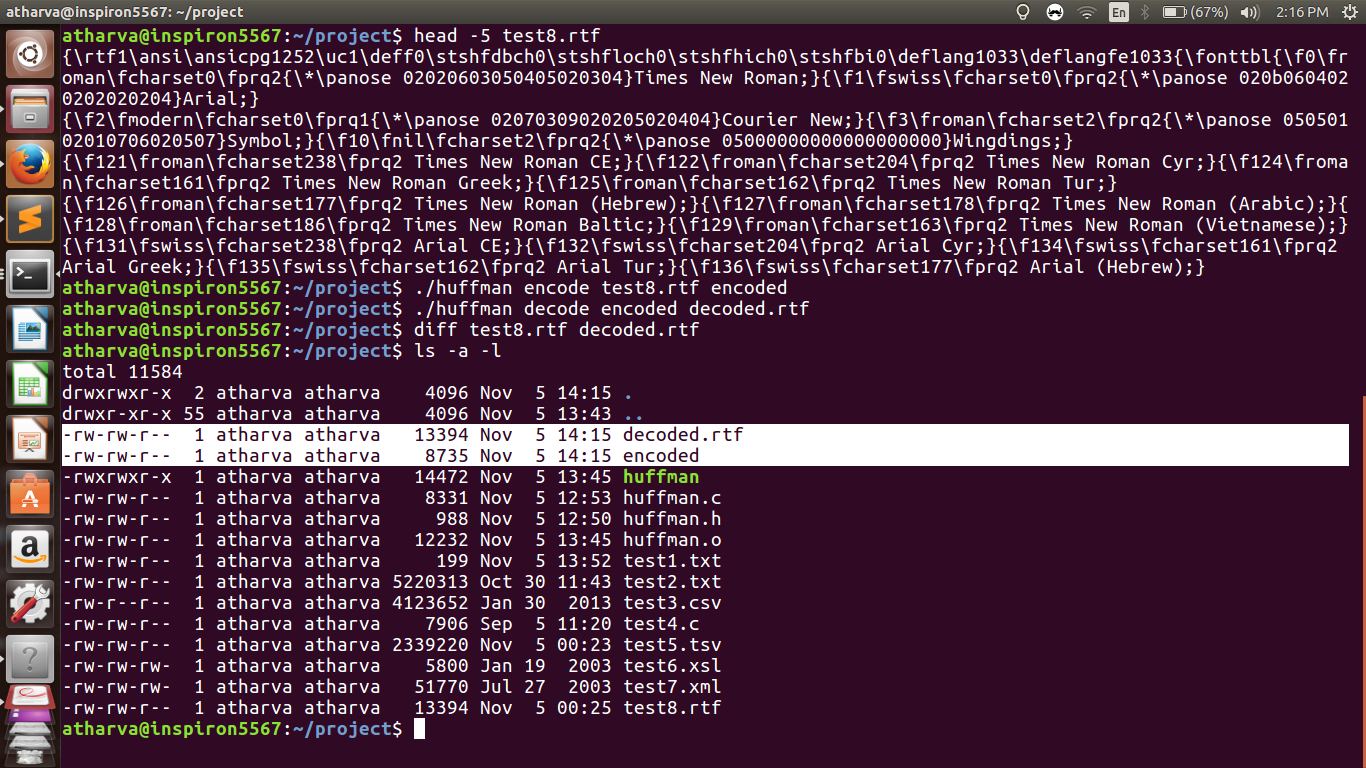 atharva@inspiron5567: ~/project
En
(67%)
2:16 PM
atharva@inspiron5567:~/project$ head -5 test8.rtf
{\rtf1\ansi\ansicpg1252\uc1\deff0\stshfdbch0\stshfloch0\stshfhich0\stshfbi0\deflang1033\deflangfe1033{\fonttbl{\f0\fr
oman\fcharset0\fprq2{\*\panose 02020603050405020304}Times New Roman;}{\f1\fswiss\fcharset0\fprq2{\*\panose 020b060402
0202020204}Arial;}
{\f2\fmodern\fcharset0\fprq1{\*\panose 02070309020205020404}Courier New;}{\f3\froman\fcharset2\fprq2{\*\panose 050501
02010706020507}Symbol;}{\f10\fnil\fcharset2\fprq2{\*\panose 05000000000000000000}Wingdings;}
{\f121\froman\fcharset238\fprq2 Times New Roman CE;}{\f122\froman\fcharset204\fprq2 Times New Roman Cyr;}{\f124\froma
n\fcharset161\fprq2 Times New Roman Greek;}{\f125\froman\fcharset162\fprq2 Times New Roman Tur;}
{\f126\froman\fcharset177\fprq2 Times New Roman (Hebrew);}{\f127\froman\fcharset178\fprq2 Times New Roman (Arabic);}{
\f128\froman\fcharset186\fprq2 Times New Roman Baltic;}{\f129\froman\fcharset163\fprq2 Times New Roman (Vietnamese);}
{\f131\fswiss\fcharset238\fprq2 Arial CE;}{\f132\fswiss\fcharset204\fprq2 Arial Cyr;}{\f134\fswiss\fcharset161\fprq2
Arial Greek;}{\f135\fswiss\fcharset162\fprq2 Arial Tur;}{\f136\fswiss\fcharset177\fprq2 Arial (Hebrew);}
atharva@inspiron5567:~/project$ ./huffman encode test8.rtf encoded
atharva@inspiron5567:~/project$ ./huffman decode encoded decoded.rtf
atharva@inspiron5567:~/project$ diff test8.rtf decoded.rtf
atharva@inspiron5567:~/project$ ls -a -l
total 11584
drwxrwxr-x  2 atharva atharva    4096 Nov  5 14:15 .
drwxr-xr-x 55 atharva atharva    4096 Nov  5 13:43 ..
-rw-rw-r--  1 atharva atharva   13394 Nov  5 14:15 decoded.rtf
-rw-rw-r--  1 atharva atharva    8735 Nov  5 14:15 encoded
-rwxrwxr-x  1 atharva atharva   14472 Nov  5 13:45 huffman
-rw-rw-r--  1 atharva atharva    8331 Nov  5 12:53 huffman.c
-rw-rw-r--  1 atharva atharva     988 Nov  5 12:50 huffman.h
-rw-rw-r--  1 atharva atharva   12232 Nov  5 13:45 huffman.o
-rw-rw-r--  1 atharva atharva     199 Nov  5 13:52 test1.txt
-rw-rw-r--  1 atharva atharva 5220313 Oct 30 11:43 test2.txt
-rw-r--r--  1 atharva atharva 4123652 Jan 30  2013 test3.csv
-rw-rw-r--  1 atharva atharva    7906 Sep  5 11:20 test4.c
-rw-rw-r--  1 atharva atharva 2339220 Nov  5 00:23 test5.tsv
-rw-rw-rw-  1 atharva atharva    5800 Jan 19  2003 test6.xsl
-rw-rw-rw-  1 atharva atharva   51770 Jul 27  2003 test7.xml
-rw-rw-r--  1 atharva atharva   13394 Nov  5 00:25 test8.rtf
atharva@inspiron5567:~/project$